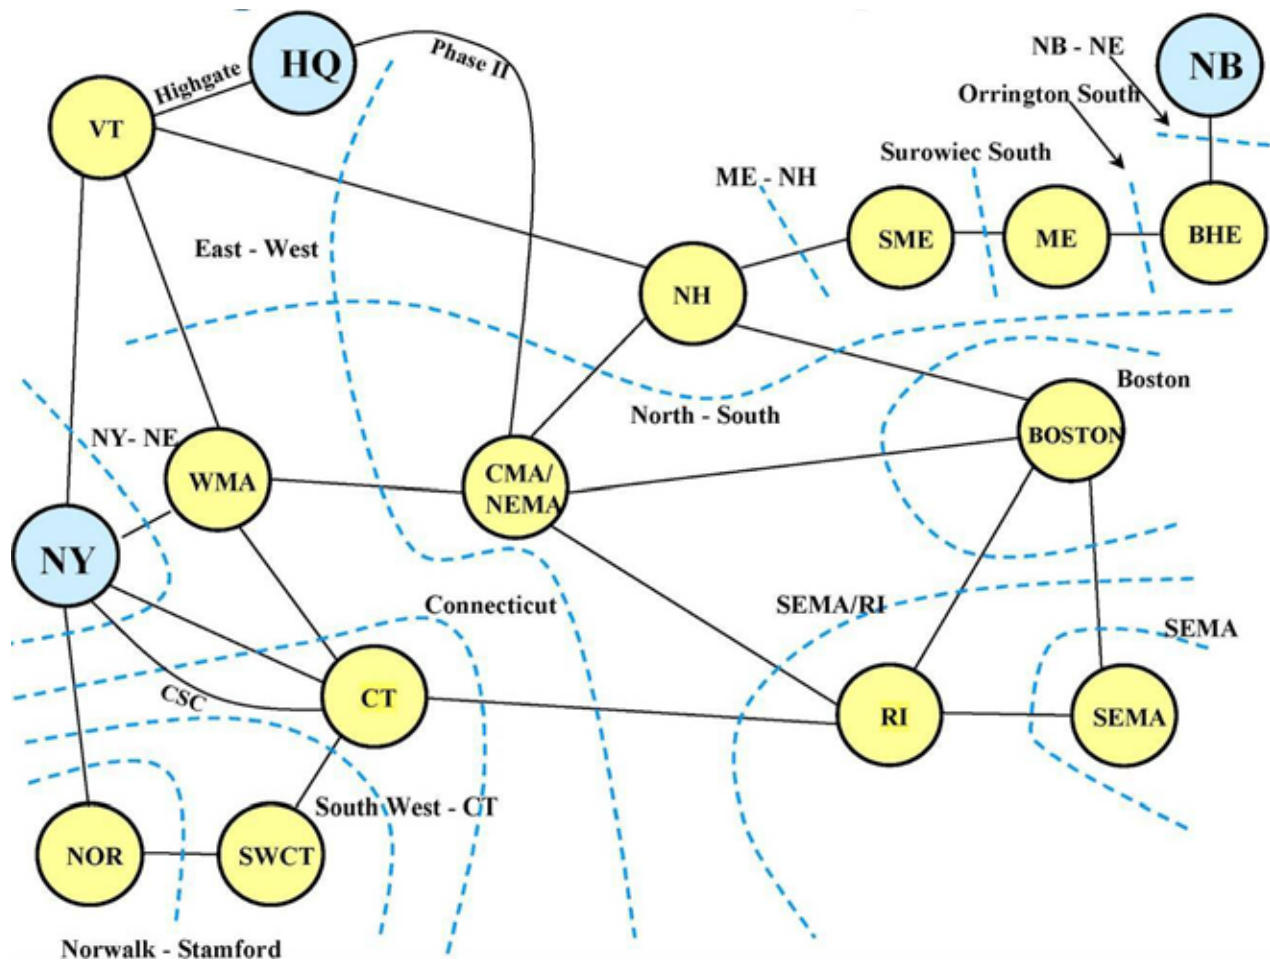 HQ
Phase II
NB - NE
NB
Highgate
Orrington South
VT
Surowiec South
ME - NH
East - West
SME
ME
BHE
NH
Boston
North - South
NY- NE
BOSTON
WMA
CMA/
NEMA
NY
Connecticut
SEMA/RI
SEMA
CSC
CT
RI
SEMA
South West - CT
NOR
SWCT
Norwalk - Stamford